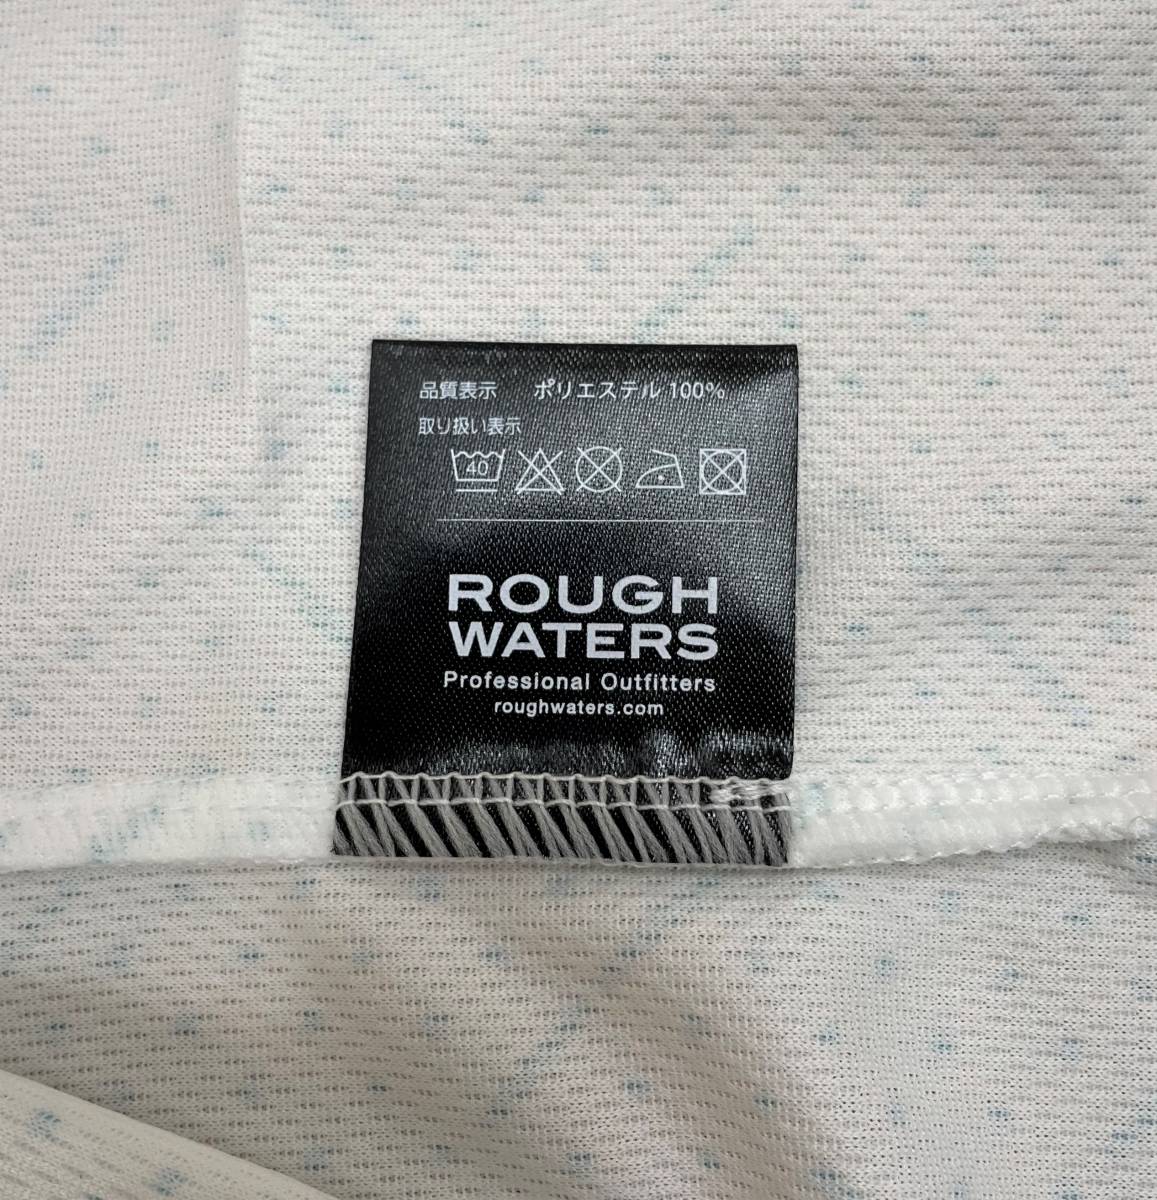 品質表示 ポリエステル 100%
取り扱い表示
40
ROUGH
WATERS
Professional Outfitters
roughwaters.com